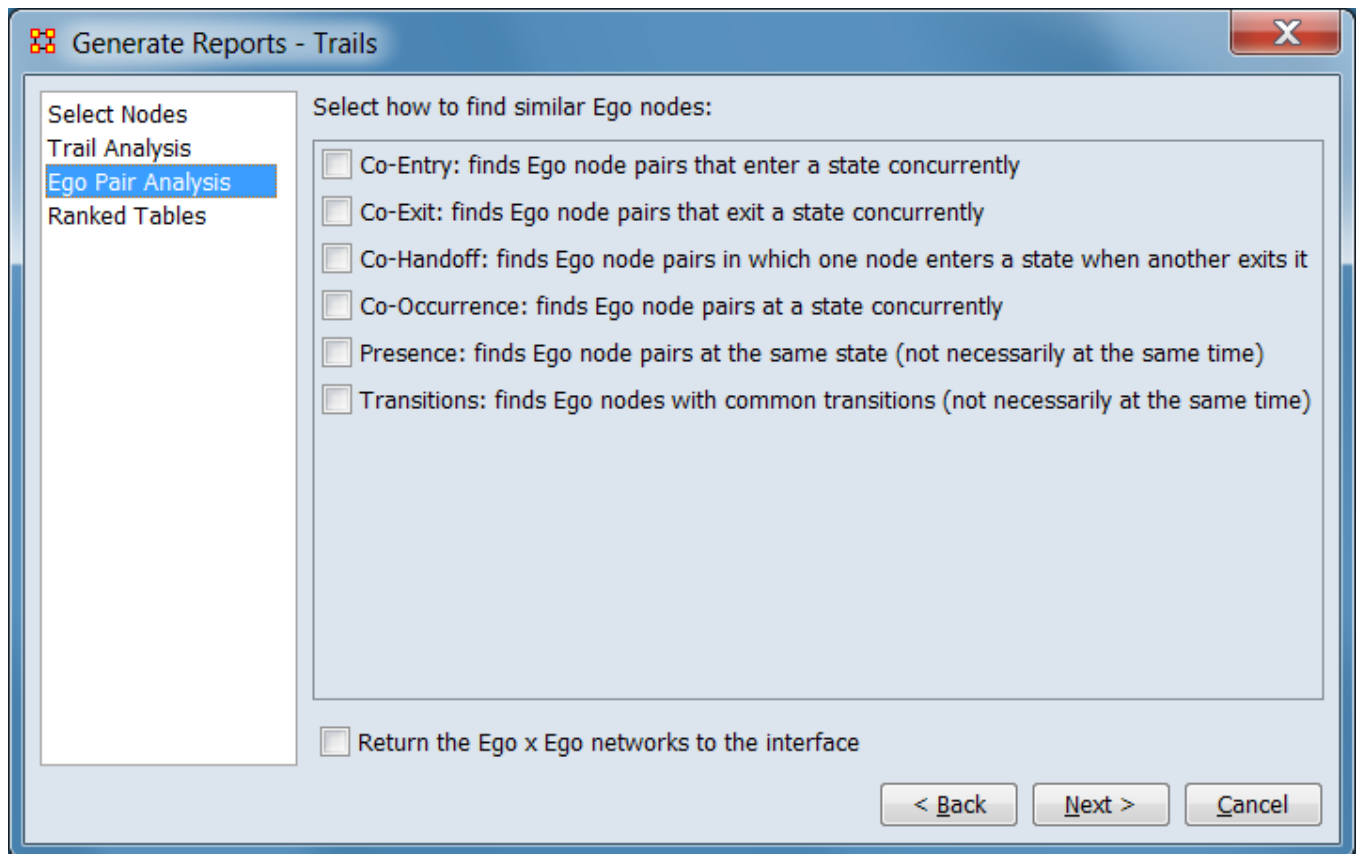 Generate Reports - Trails
X
Select Nodes
Trail Analysis
Ego Pair Analysis
Ranked Tables
Select how to find similar Ego nodes:
Co-Entry: finds Ego node pairs that enter a state concurrently
Co-Exit: finds Ego node pairs that exit a state concurrently
Co-Handoff: finds Ego node pairs in which one node enters a state when another exits it
Co-Occurrence: finds Ego node pairs at a state concurrently
Presence: finds Ego node pairs at the same state (not necessarily at the same time)
Transitions: finds Ego nodes with common transitions (not necessarily at the same time)
Return the Ego x Ego networks to the interface
< Back Next > Cancel